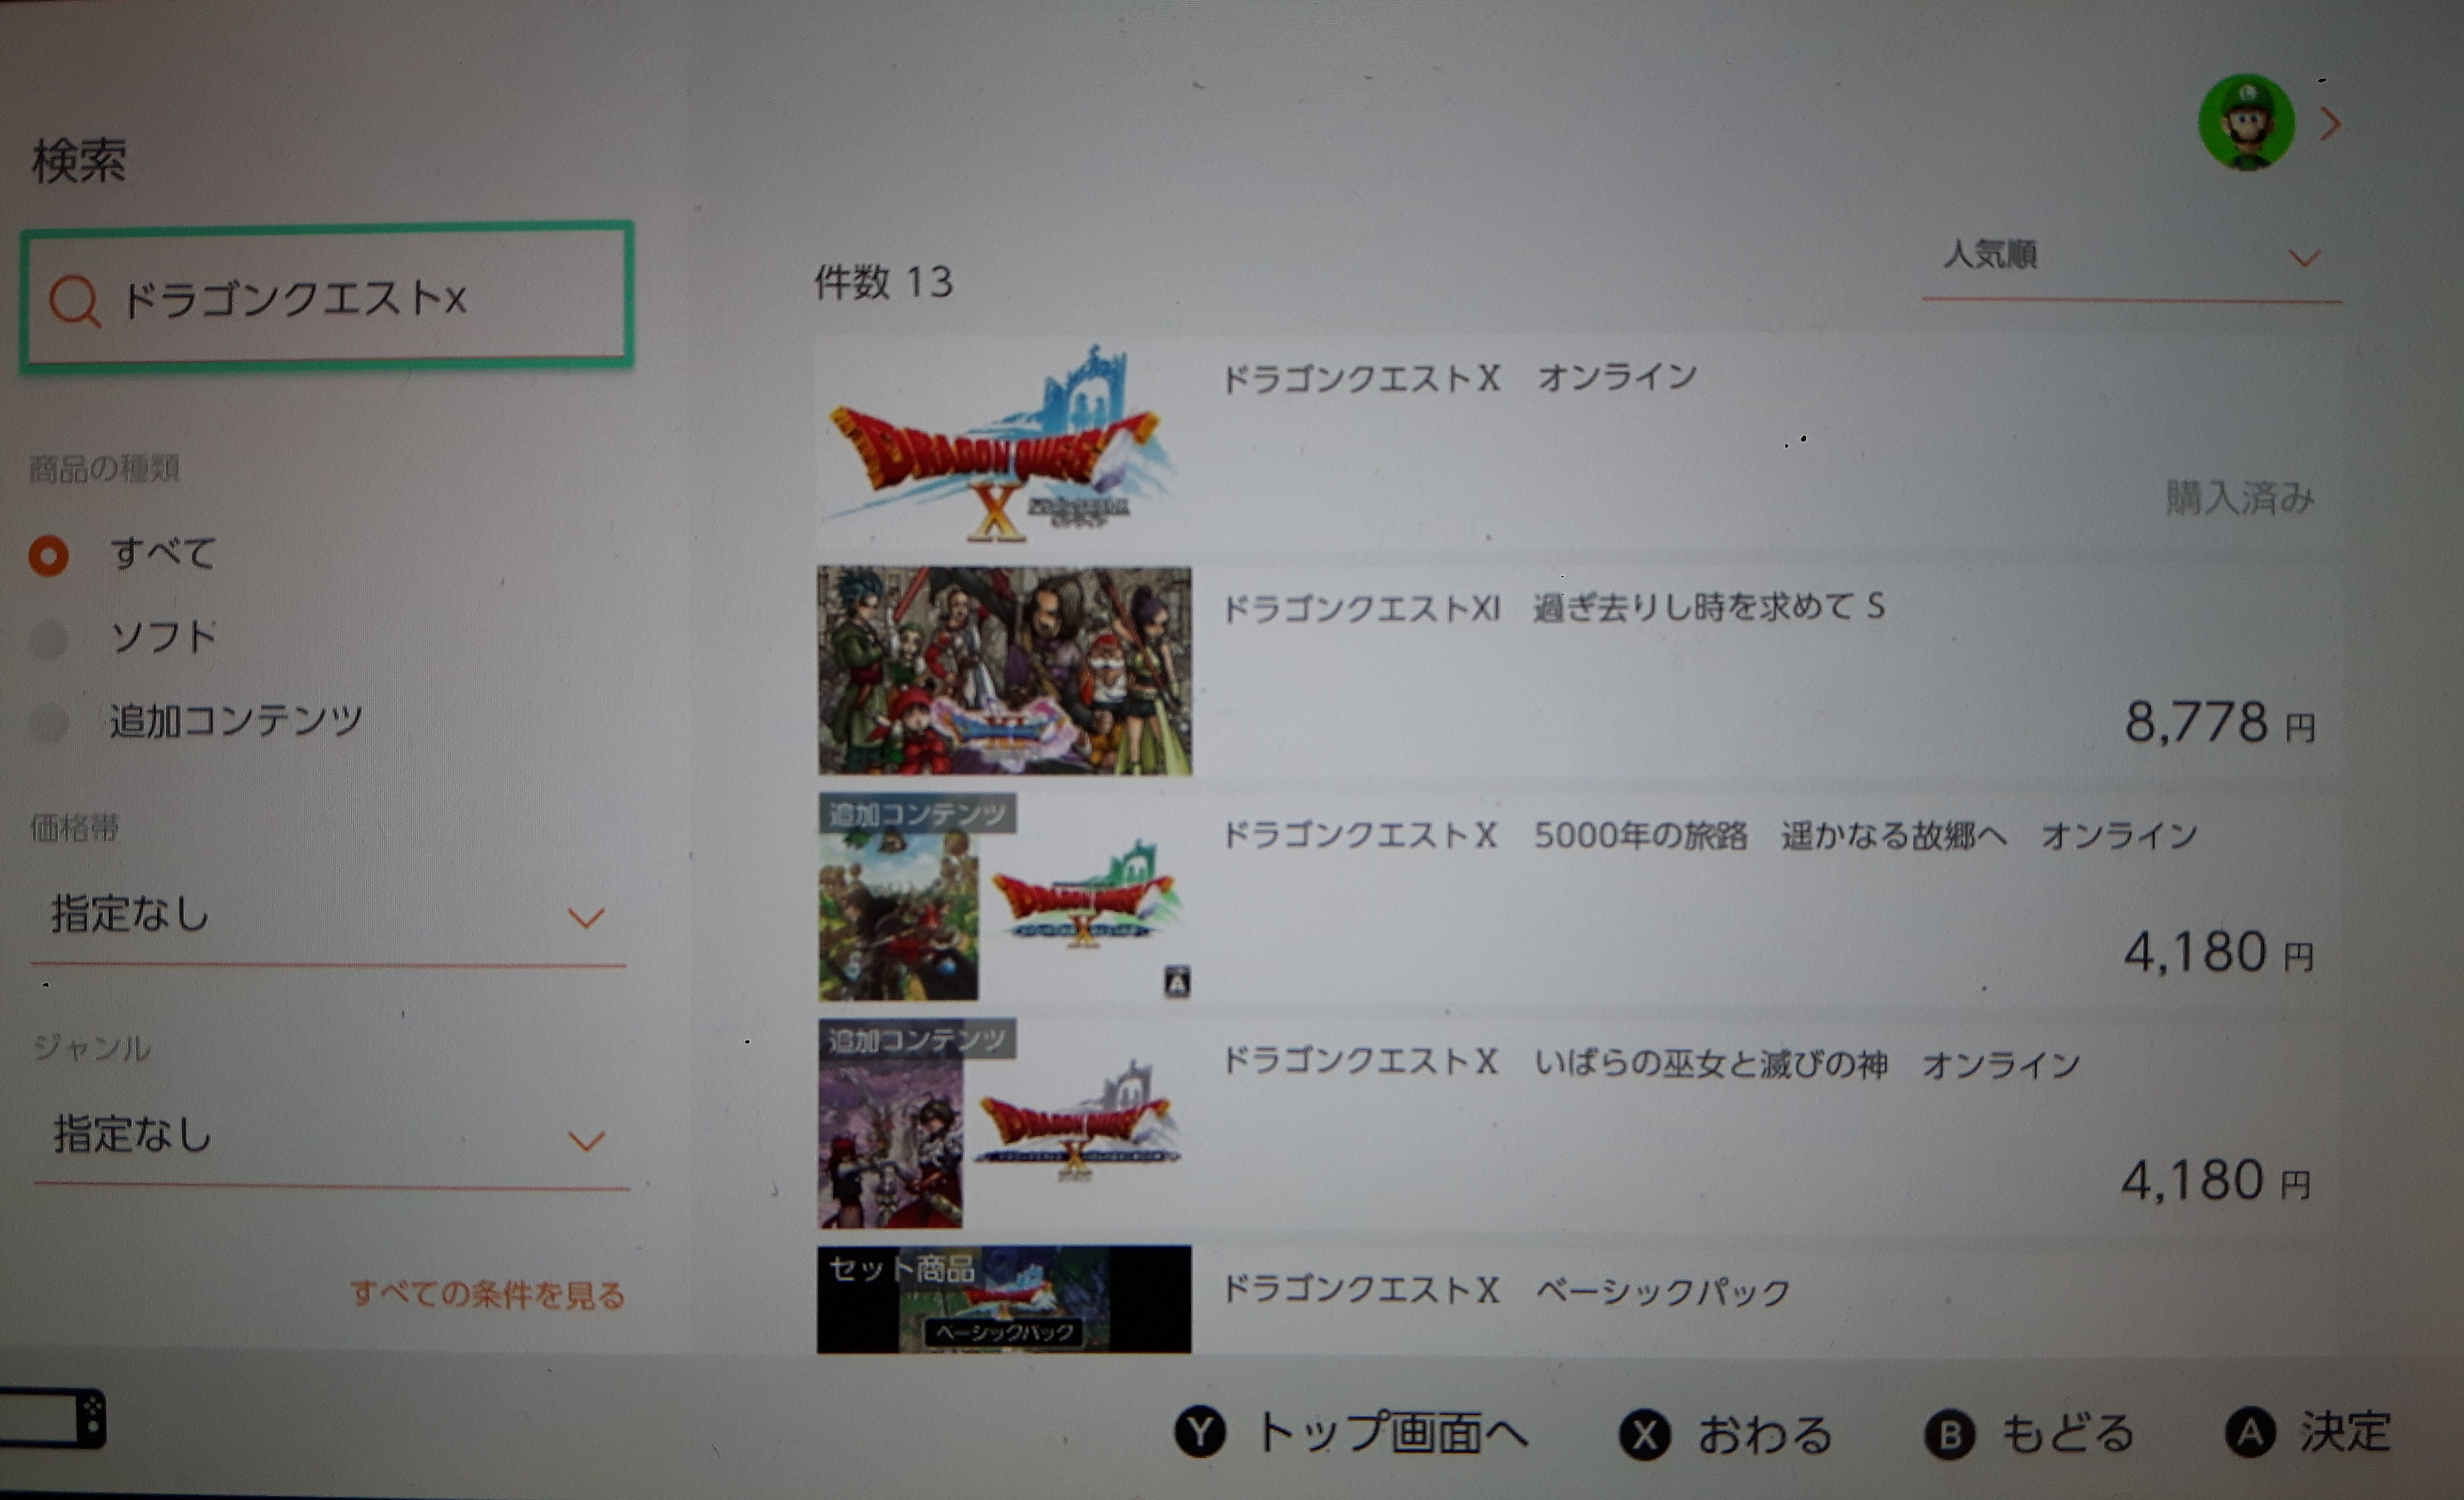 検索
ドラゴンクエストx
商品の種類
すべて
ソフト
追加コンテンツ
価格帯
指定なし
ジャンル
指定なし
すべての条件を見る
件数 13
人気順
DRAGON QUEST
X
ドラゴンクエストX オンライン
購入済み
XI
ドラゴンクエストXI 過ぎ去りし時を求めて S
8,778 円
追加コンテンツ
DRAGON QUEST
X
A
ドラゴンクエストX 5000年の旅路 遥かなる故郷へ オンライン
4,180 円
追加コンテンツ
DRAGON QUEST
X
ドラゴンクエストX いばらの巫女と滅びの神 オンライン
4,180 円
セット商品
ベーシックパック
ドラゴンクエストX ベーシックパック
Y トップ画面へ
X おわる
B もどる
A 決定